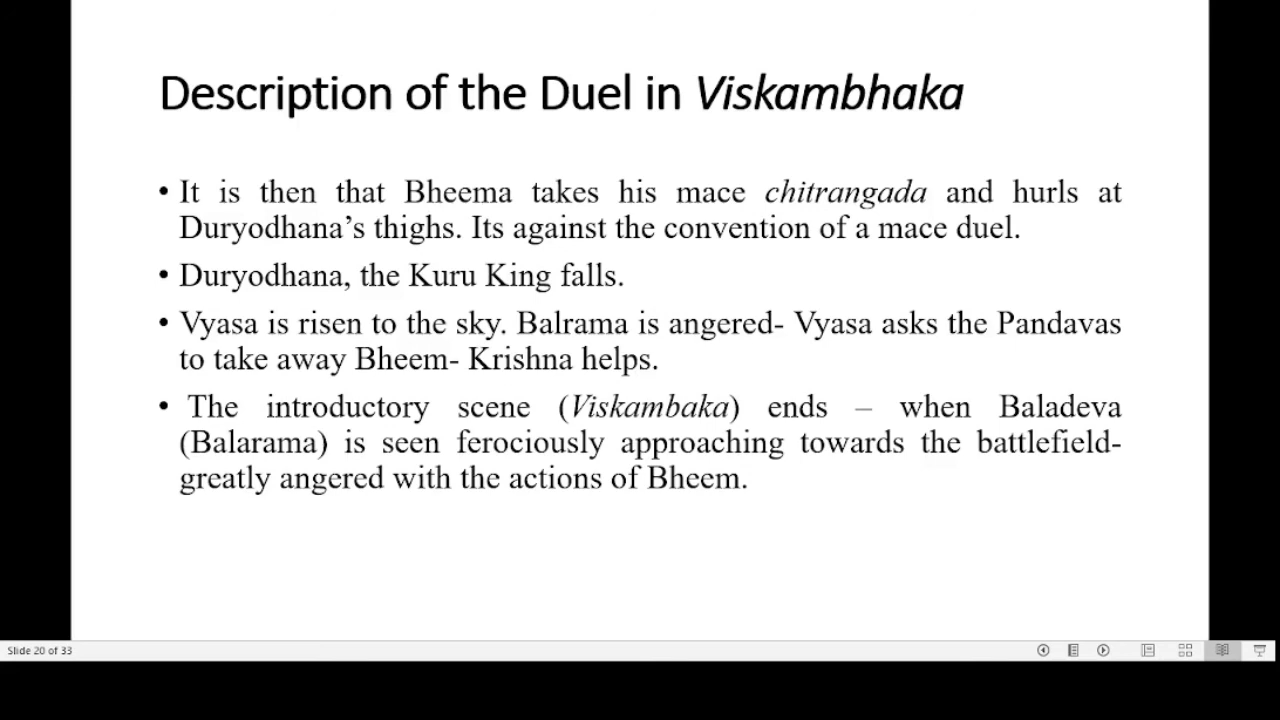 Description of the Duel in Viskambhaka
• It is then that Bheema takes his mace chitrangada and hurls at
Duryodhana’s thighs. Its against the convention of a mace duel.
• Duryodhana, the Kuru King falls.
• Vyasa is risen to the sky. Balrama is angered- Vyasa asks the Pandavas
to take away Bheem- Krishna helps.
• The introductory scene (Viskambaka) ends – when Baladeva
(Balarama) is seen ferociously approaching towards the battlefield-
greatly angered with the actions of Bheem.
Slide 20 of 33